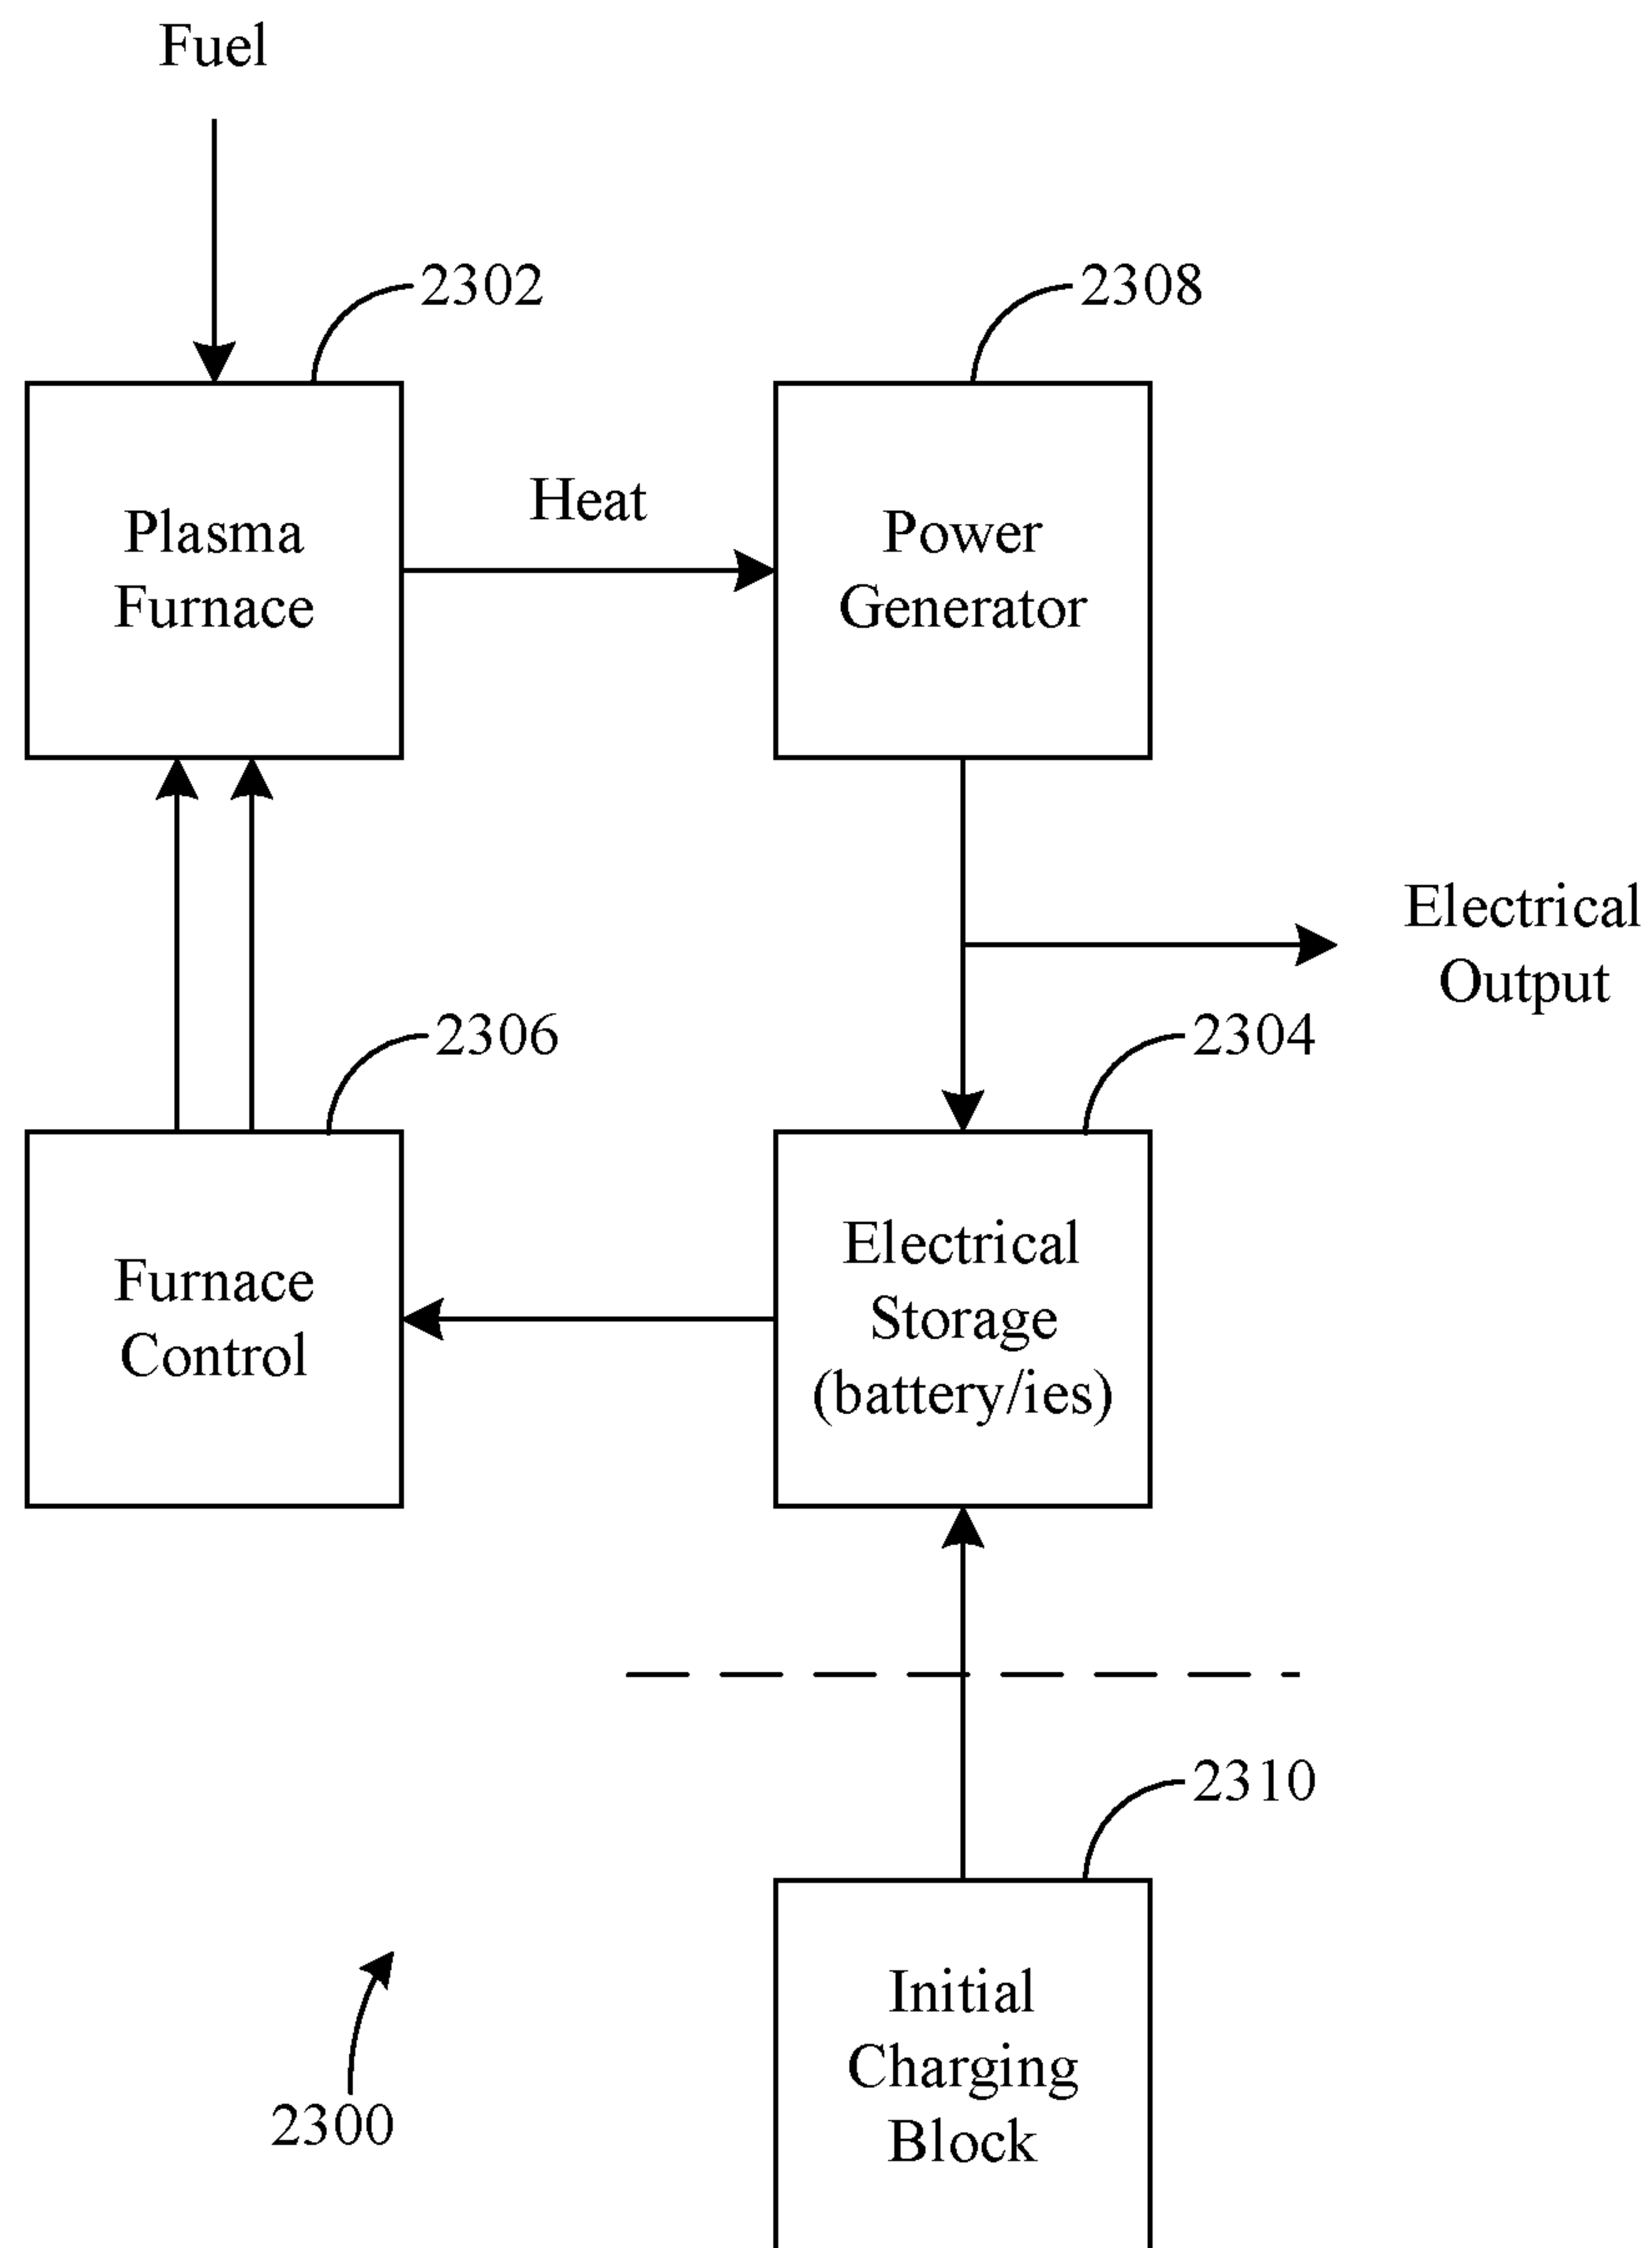 Fuel
2302
2308
Plasma
Furnace
Heat
Power
Generator
Electrical
Output
2306
2304
Furnace
Control
Electrical
Storage
(battery/ies)
2310
Initial
Charging
Block
2300